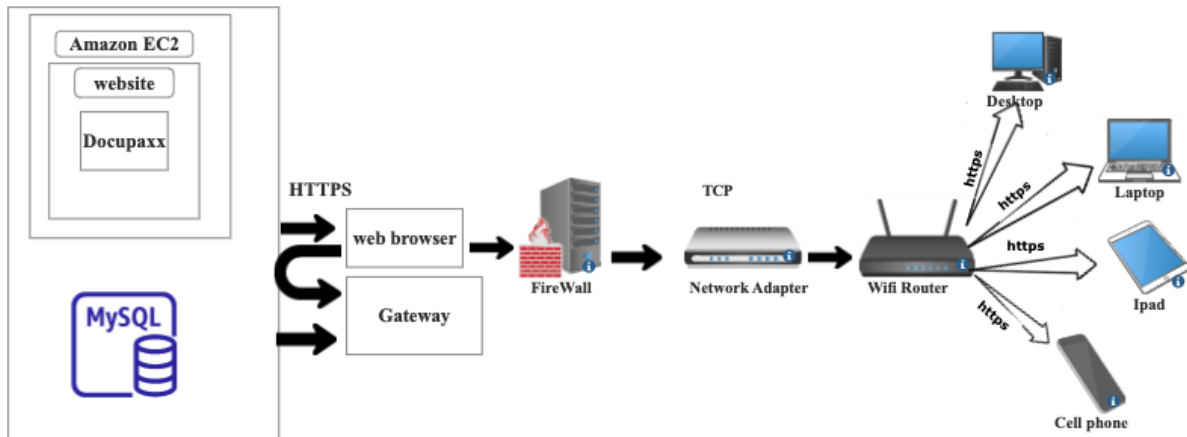 Amazon EC2
website
Docupaxx
MySQL
HTTPS
web browser
Gateway
FireWall
TCP
Network Adapter
Wifi Router
https
Desktop
https
Laptop
https
Ipad
https
Cell phone